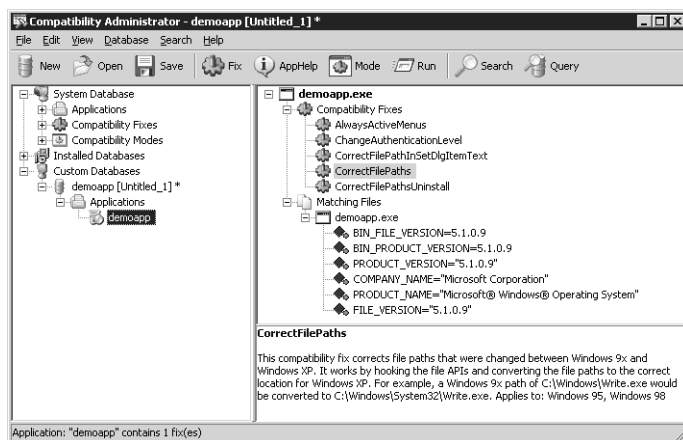 Compatibility Administrator - demoapp [Untitled_1] *
File Edit View Database Search Help
New Open Save Fix AppHelp Mode Run Search Query
System Database
Applications
Compatibility Fixes
Compatibility Modes
Installed Databases
Custom Databases
demoapp [Untitled_1] *
Applications
demoapp
demoapp.exe
Compatibility Fixes
AlwaysActiveMenus
ChangeAuthenticationLevel
CorrectFilePathInSetDlgItemText
CorrectFilePaths
CorrectFilePathsUninstall
Matching Files
demoapp.exe
BIN_FILE_VERSION=5.1.0.9
BIN_PRODUCT_VERSION=5.1.0.9
PRODUCT_VERSION="5.1.0.9"
COMPANY_NAME="Microsoft Corporation"
PRODUCT_NAME="Microsoft® Windows® Operating System"
FILE_VERSION="5.1.0.9"
CorrectFilePaths
This compatibility fix corrects file paths that were changed between Windows 9x and
Windows XP. It works by hooking the file APIs and converting the file paths to the correct
location for Windows XP. For example, a Windows 9x path of C:\Windows\Write.exe would
be converted to C:\Windows\System32\Write.exe. Applies to: Windows 95, Windows 98
Application: "demoapp" contains 1 fix(es)